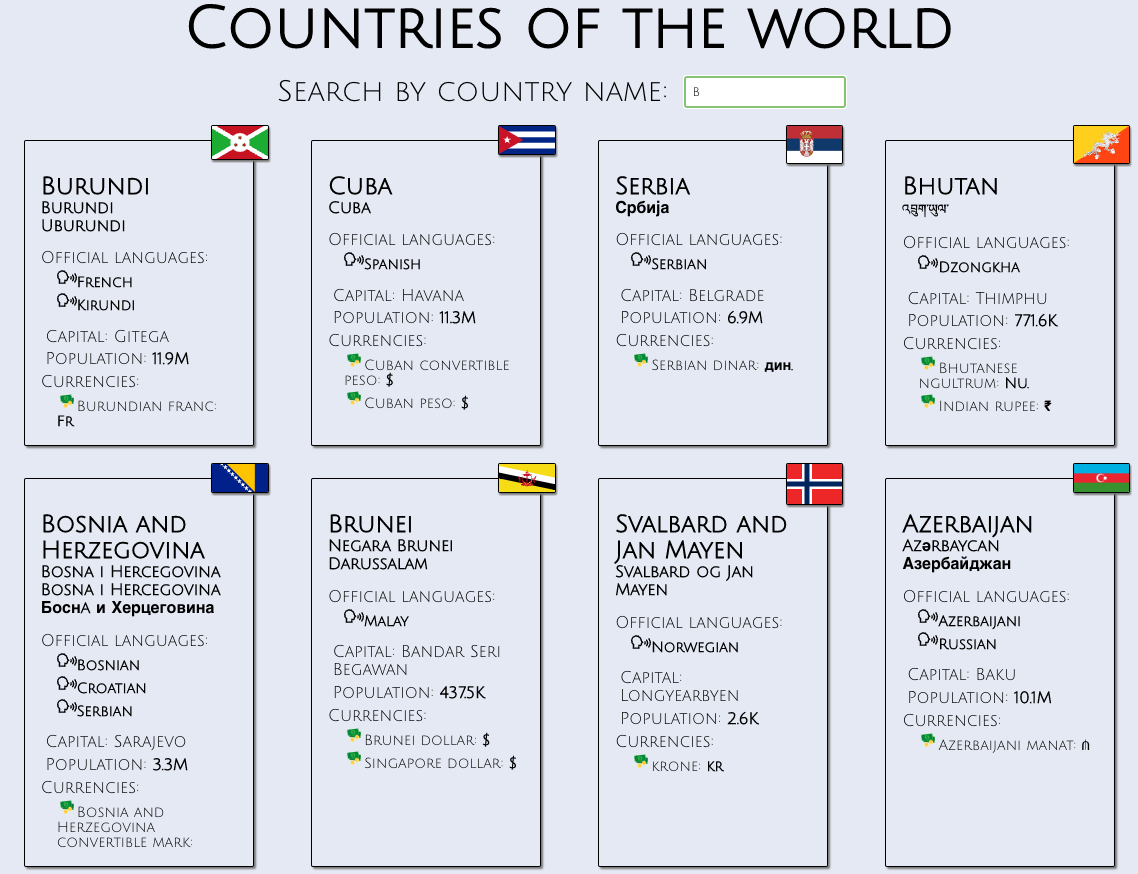 Countries of the world
Search by country name: B
Burundi
Burundi
Uburundi
Official languages:
French
Kirundi
Capital: Gitega
Population: 11.9M
Currencies:
Burundian franc:
Fr
Cuba
Cuba
Official languages:
Spanish
Capital: Havana
Population: 11.3M
Currencies:
Cuban convertible
peso: $
Cuban peso: $
Serbia
Србија
Official languages:
Serbian
Capital: Belgrade
Population: 6.9M
Currencies:
Serbian dinar: дин.
Bhutan
འབྲུག་ཡུལ་
Official languages:
Dzongkha
Capital: Thimphu
Population: 771.6K
Currencies:
Bhutanese
ngultrum: Nu.
Indian rupee: ₹
Bosnia and
Herzegovina
Bosna i Hercegovina
Bosna i Hercegovina
БоснA и Херцеговина
Official languages:
Bosnian
Croatian
Serbian
Capital: Sarajevo
Population: 3.3M
Currencies:
Bosnia and
Herzegovina
convertible mark:
Brunei
Negara Brunei
Darussalam
Official languages:
Malay
Capital: Bandar Seri
Begawan
Population: 437.5K
Currencies:
Brunei dollar: $
Singapore dollar: $
Svalbard and
Jan Mayen
Svalbard og Jan
Mayen
Official languages:
Norwegian
Capital:
Longyearbyen
Population: 2.6K
Currencies:
krone: kr
Azerbaijan
Azərbaycan
Азербайджан
Official languages:
Azerbaijani
Russian
Capital: Baku
Population: 10.1M
Currencies:
Azerbaijani manat: ₼